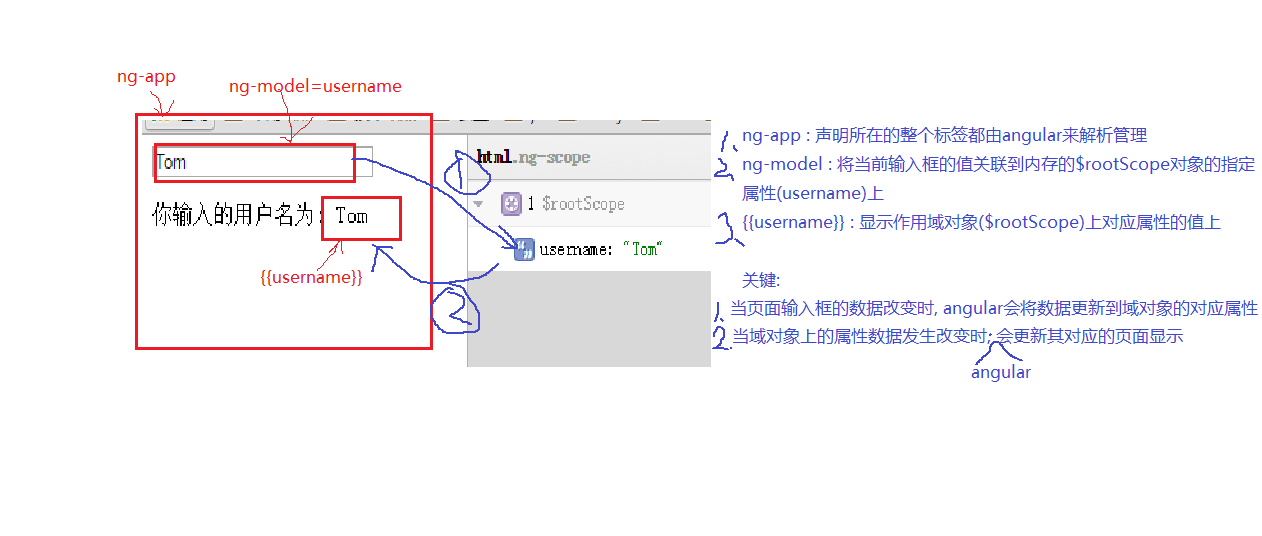 ng-app
ng-model=username
Tom
你输入的用户名为: Tom
{{username}}
html.ng-scope
1 $rootScope
username: "Tom"
1
2
1、ng-app : 声明所在的整个标签都由angular来解析管理
2、ng-model : 将当前输入框的值关联到内存的$rootScope对象的指定
属性(username)上
3、{{username}} : 显示作用域对象($rootScope)上对应属性的值上
关键:
1. 当页面输入框的数据改变时, angular会将数据更新到域对象的对应属性
2. 当域对象上的属性数据发生改变时; 会更新其对应的页面显示
angular